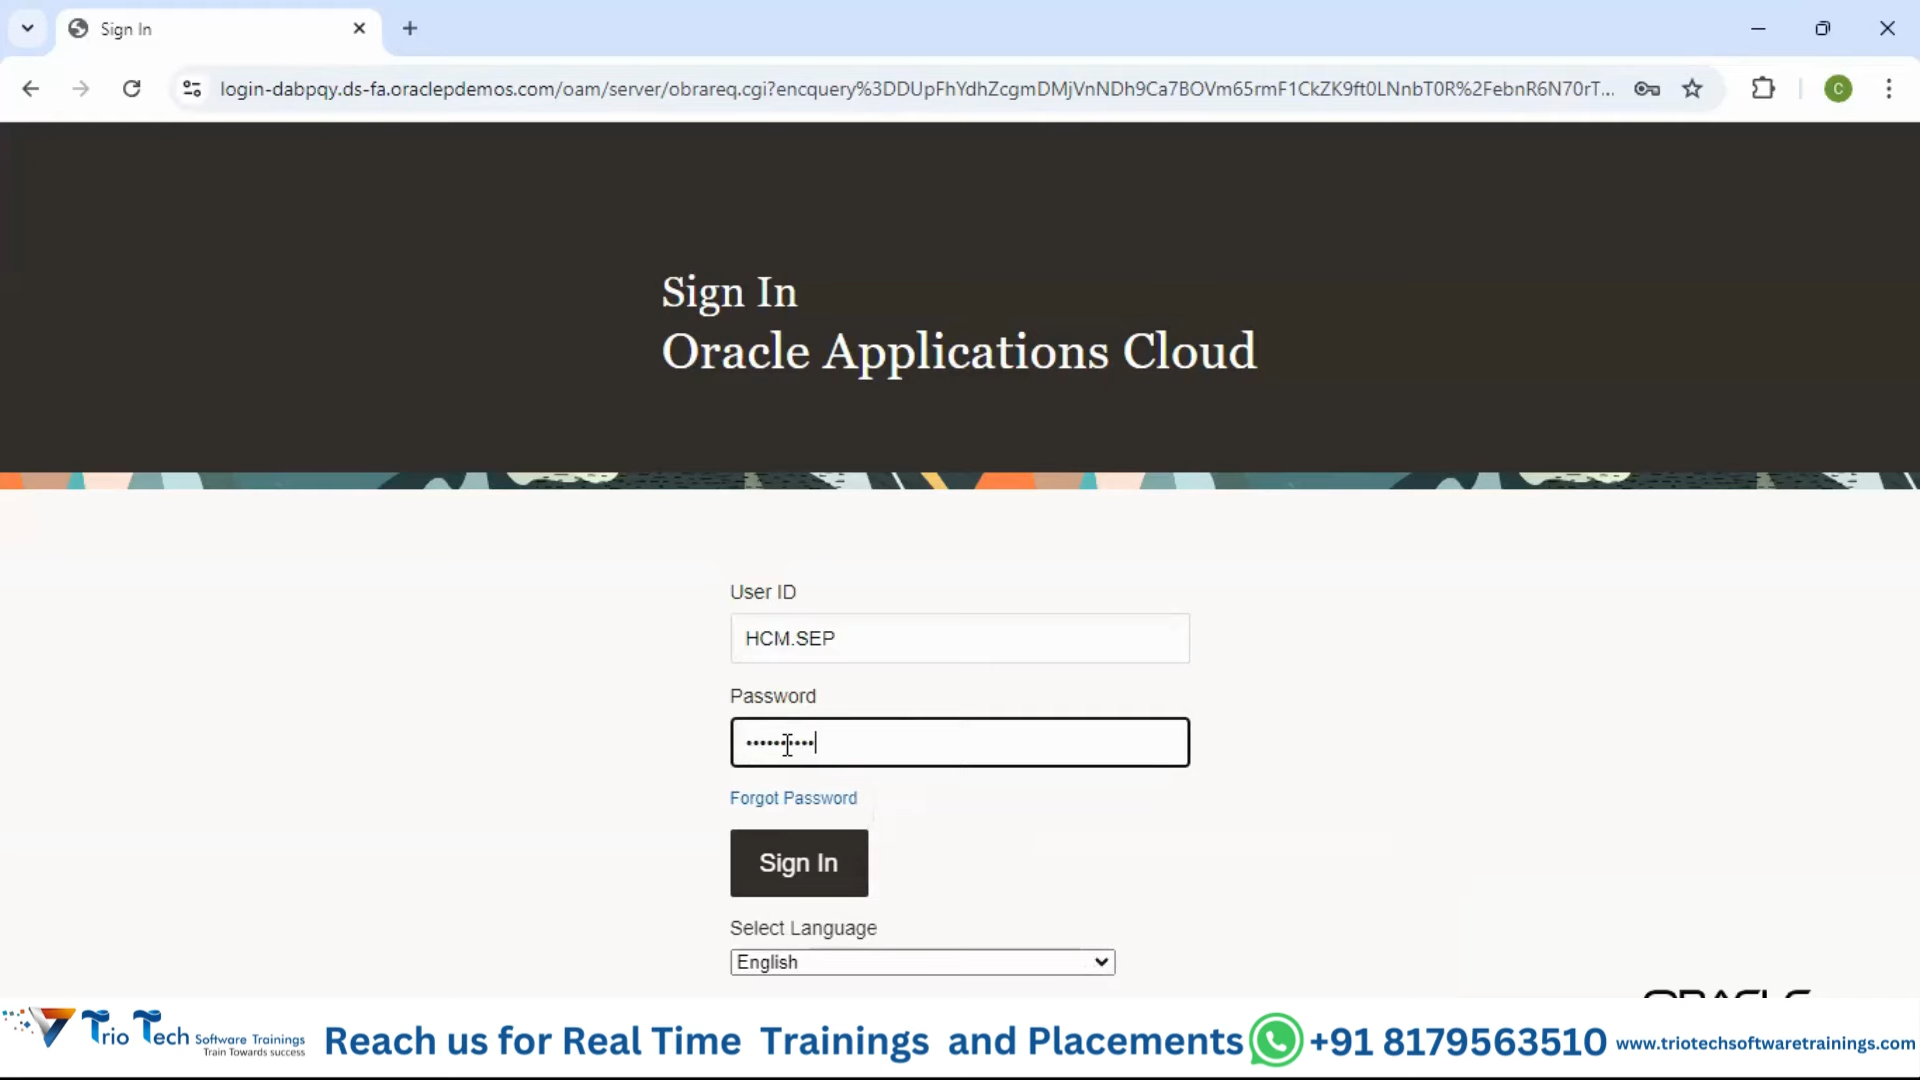 Sign In
login-dabpqy.ds-fa.oraclepdemos.com/oam/server/obrareq.cgi?encquery%3DDUpFhYdhZcgmDMjVnNDh9Ca7BOVm65rmF1CkZK9ft0LNnbT0R%2FebnR6N70rT...
C
Sign In
Oracle Applications Cloud
User ID
HCM.SEP
Password
Forgot Password
Sign In
Select Language
English
ORACLE
Trio Tech Software Trainings
Train Towards success
Reach us for Real Time Trainings and Placements
+91 8179563510
www.triotechsoftwaretrainings.com